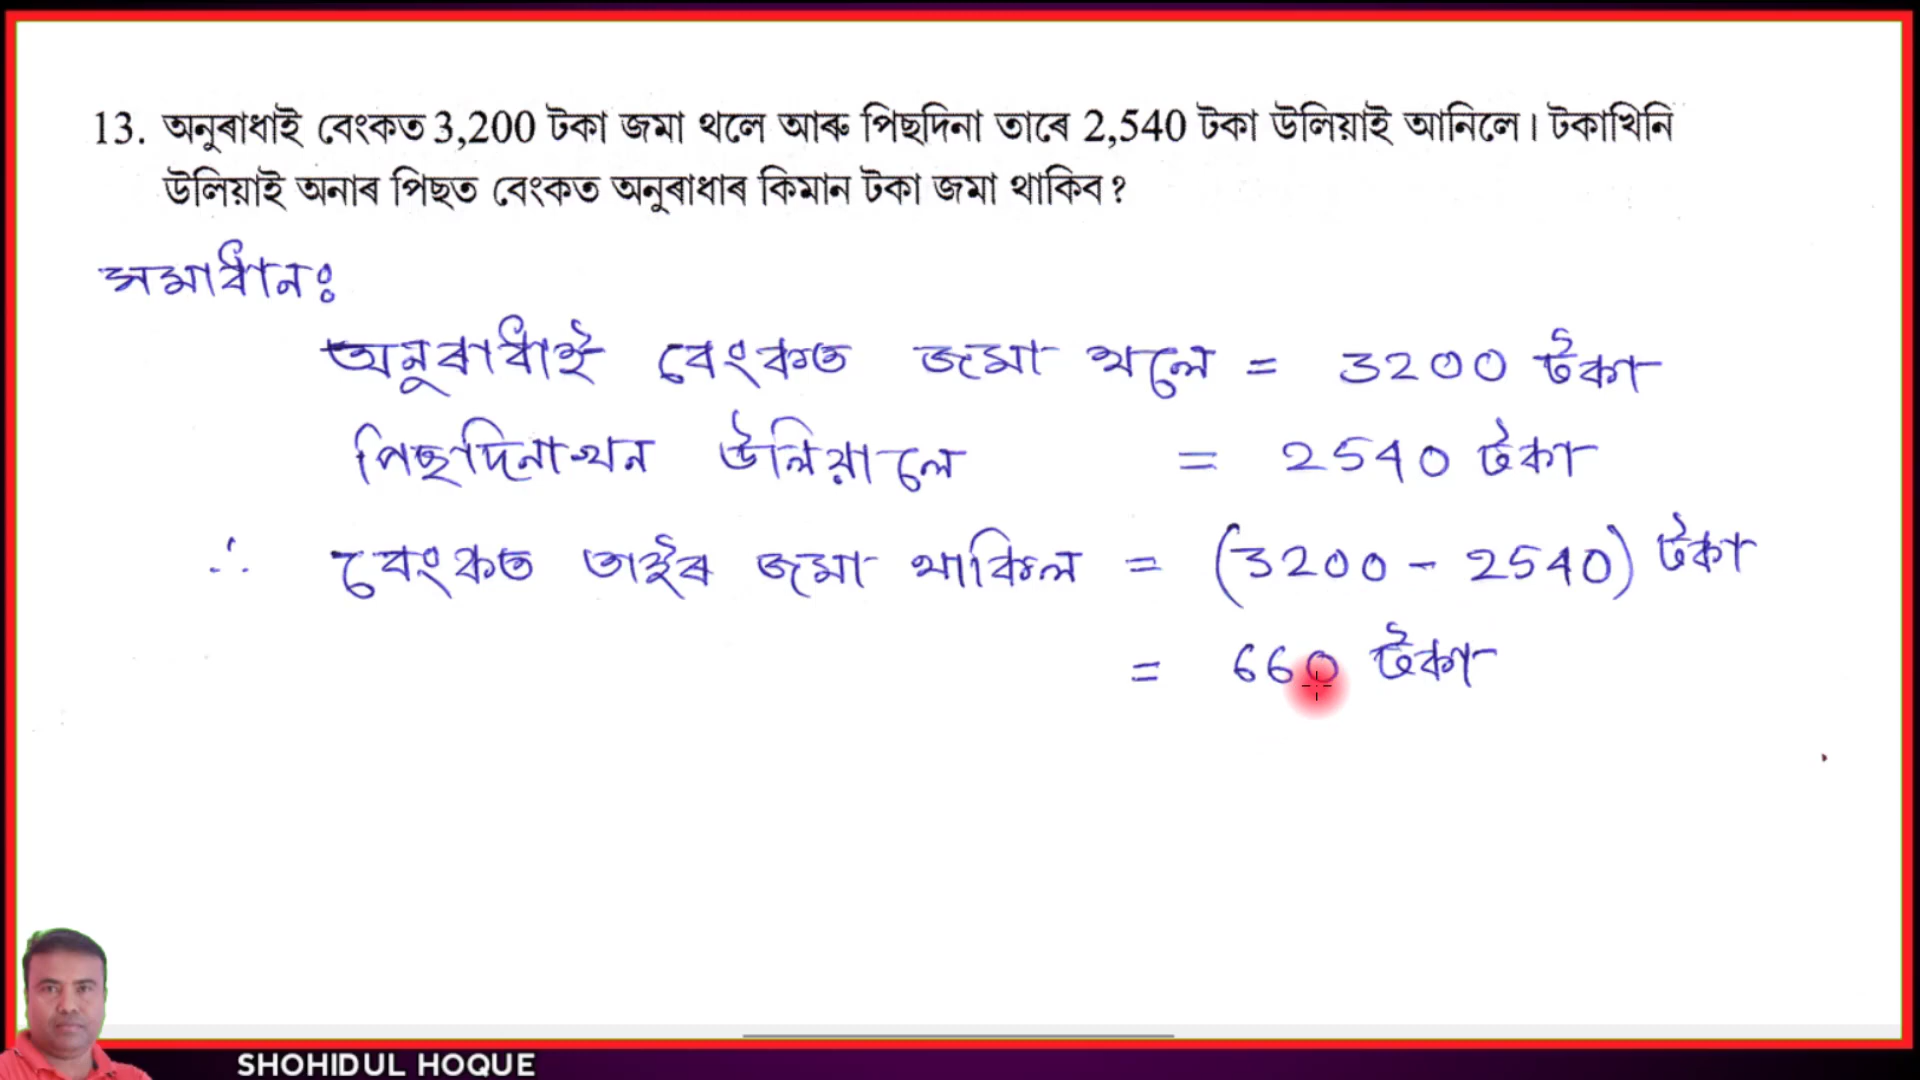 13. অনুৰাধাই বেংকত 3,200 টকা জমা থলে আৰু পিছদিনা তাৰে 2,540 টকা উলিয়াই আনিলে। টকাখিনি
উলিয়াই অনাৰ পিছত বেংকত অনুৰাধাৰ কিমান টকা জমা থাকিব?
সমাধানঃ
অনুৰাধাই বেংকত জমা থলে = 3200 টকা
পিছদিনাখন উলিয়ালে = 2540 টকা
∴ বেংকত তাইৰ জমা থাকিল = (3200 - 2540) টকা
= 660 টকা
SHOHIDUL HOQUE